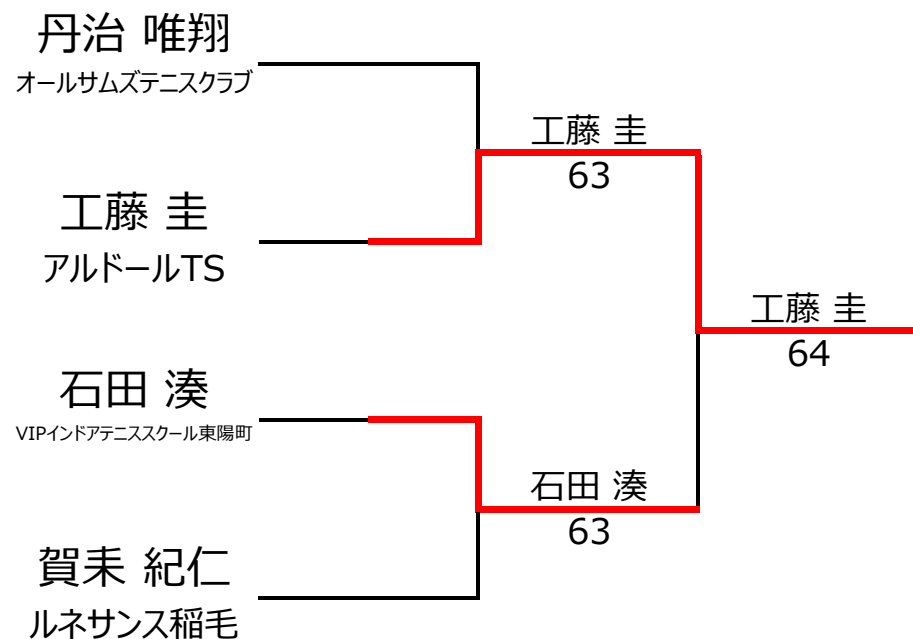 丹治 唯翔
オールサムズテニスクラブ
工藤 圭
63
工藤 圭
アルドールTS
工藤 圭
64
石田 湊
VIPインドアテニススクール東陽町
石田 湊
63
賀耒 紀仁
ルネサンス稲毛